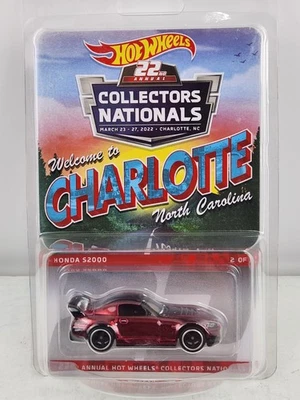 HOT WHEELS
22ND
ANNUAL
COLLECTORS
NATIONALS
MARCH 23 - 27, 2022 • CHARLOTTE, NC
Welcome to
CHARLOTTE
North Carolina
HONDA S2000
2 OF
ANNUAL HOT WHEELS® COLLECTORS NATION